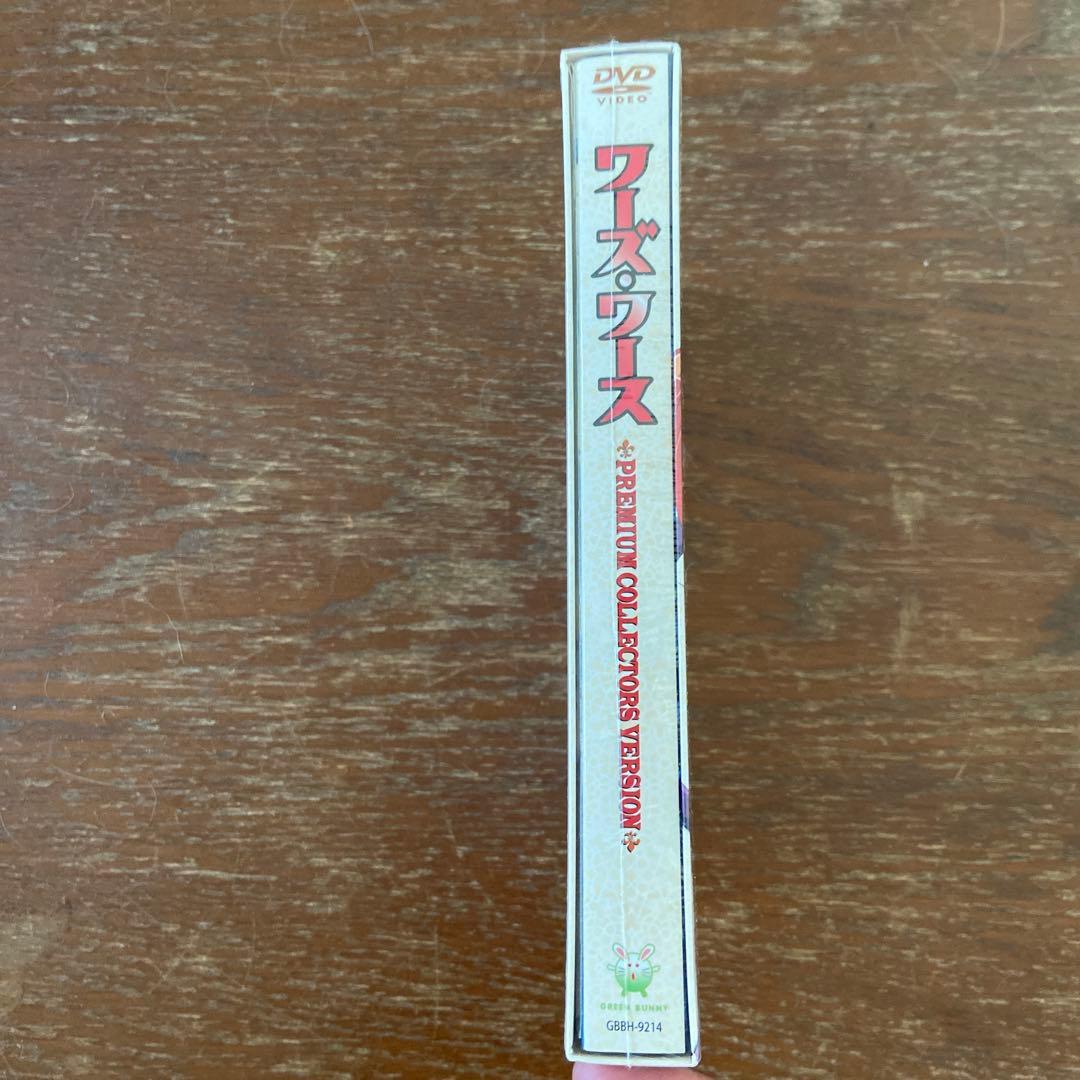 DVD
VIDEO
ワーズ・ワース
PREMIUM COLLECTORS VERSION
GREEN BUNNY
GBBH-9214